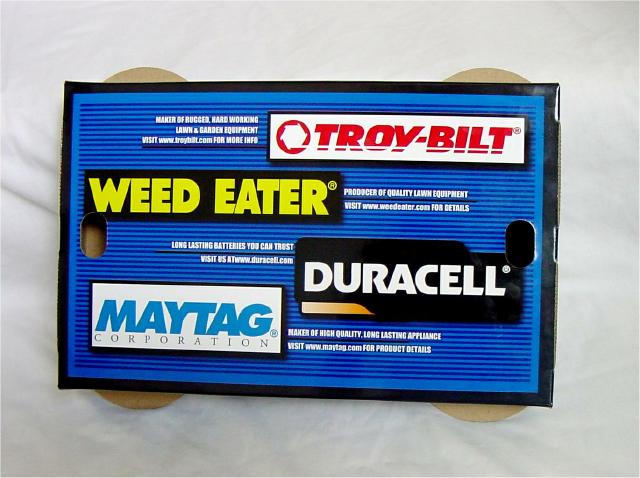 MAKER OF RUGGED, HARD WORKING
LAWN & GARDEN EQUIPMENT
VISIT www.troybilt.com FOR MORE INFO
TROY-BILT®
WEED EATER®
PRODUCER OF QUALITY LAWN EQUIPMENT
VISIT www.weedeater.com FOR DETAILS
LONG LASTING BATTERIES YOU CAN TRUST
VISIT US ATwww.duracell.com
DURACELL®
MAYTAG®
CORPORATION
MAKER OF HIGH QUALITY, LONG LASTING APPLIANCE
VISIT www.maytag.com FOR PRODUCT DETAILS